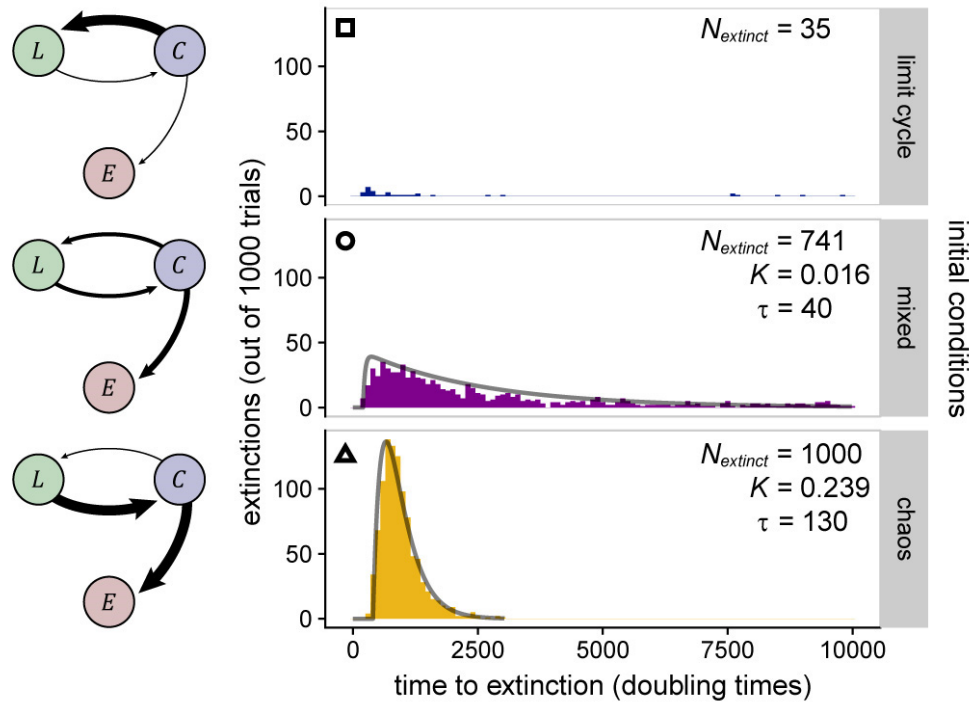 L
C
E
L
C
E
L
C
E
extinctions (out of 1000 trials)
100
50
0
N_extinct = 35
limit cycle
100
50
0
N_extinct = 741
K = 0.016
τ = 40
mixed
100
50
0
N_extinct = 1000
K = 0.239
τ = 130
chaos
initial conditions
0 2500 5000 7500 10000
time to extinction (doubling times)